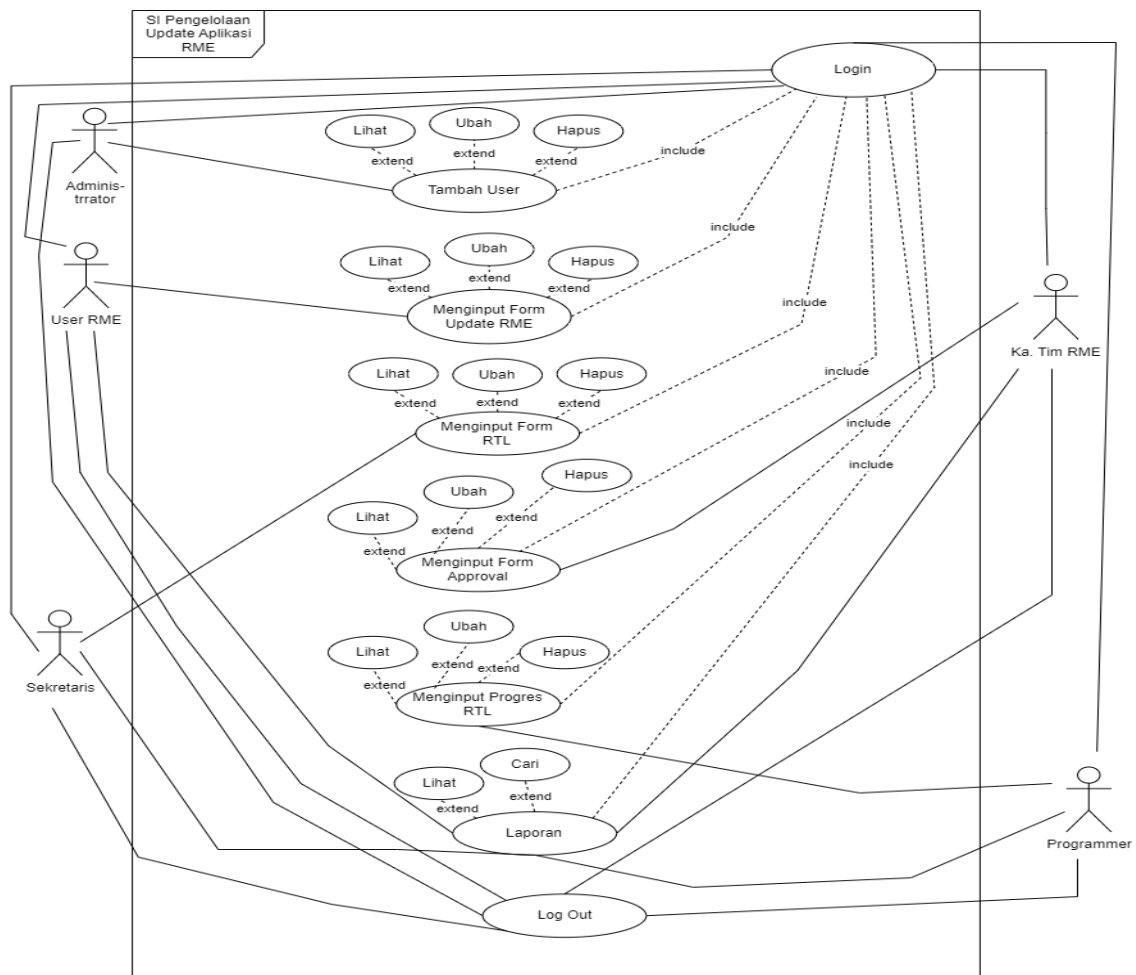 SI Pengelolaan
Update Aplikasi
RME
Login
Lihat
Ubah
Hapus
extend
extend
extend
include
Tambah User
Adminis-
trrator
Lihat
Ubah
Hapus
extend
extend
extend
include
Menginput Form
Update RME
User RME
Ka. Tim RME
Lihat
Ubah
Hapus
extend
extend
extend
include
Menginput Form
RTL
Lihat
Ubah
Hapus
extend
extend
extend
include
Menginput Form
Approval
Lihat
Ubah
Hapus
extend
extend
extend
include
Menginput Progres
RTL
Sekretaris
include
Lihat
Cari
extend
extend
Laporan
Programmer
Log Out